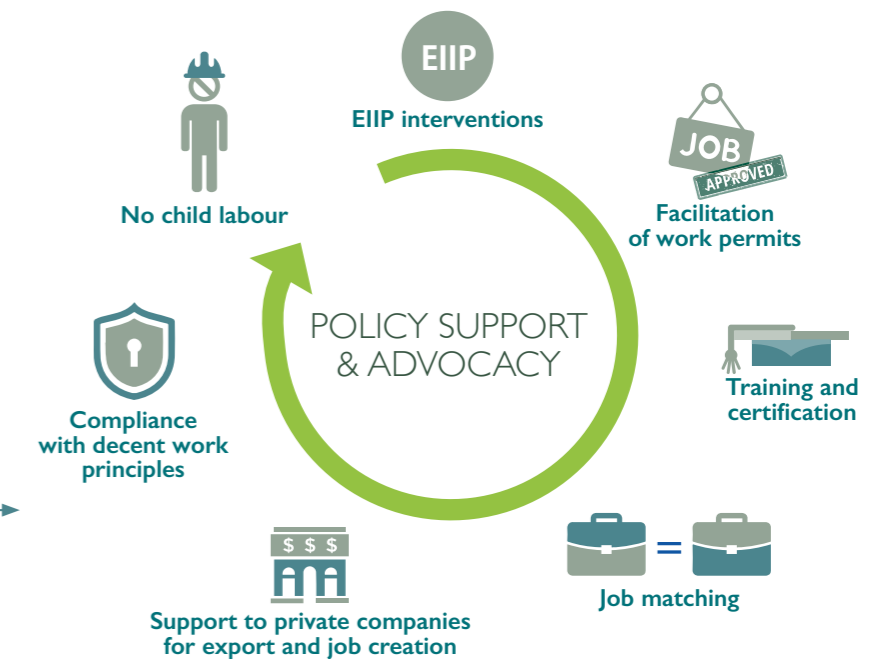 EIIP
EIIP interventions
JOB
APPROVED
Facilitation
of work permits
Training and
certification
=
Job matching
$ $ $
Support to private companies
for export and job creation
Compliance
with decent work
principles
No child labour
POLICY SUPPORT
& ADVOCACY